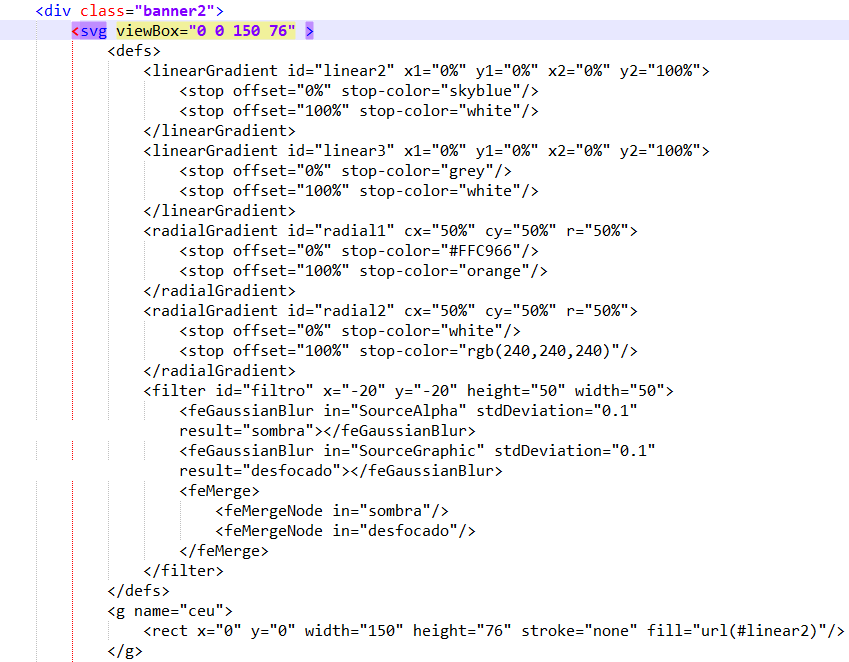 <div class="banner2">
<svg viewBox="0 0 150 76" >
<defs>
<linearGradient id="linear2" x1="0%" y1="0%" x2="0%" y2="100%">
<stop offset="0%" stop-color="skyblue"/>
<stop offset="100%" stop-color="white"/>
</linearGradient>
<linearGradient id="linear3" x1="0%" y1="0%" x2="0%" y2="100%">
<stop offset="0%" stop-color="grey"/>
<stop offset="100%" stop-color="white"/>
</linearGradient>
<radialGradient id="radial1" cx="50%" cy="50%" r="50%">
<stop offset="0%" stop-color="#FFC966"/>
<stop offset="100%" stop-color="orange"/>
</radialGradient>
<radialGradient id="radial2" cx="50%" cy="50%" r="50%">
<stop offset="0%" stop-color="white"/>
<stop offset="100%" stop-color="rgb(240,240,240)"/>
</radialGradient>
<filter id="filtro" x="-20" y="-20" height="50" width="50">
<feGaussianBlur in="SourceAlpha" stdDeviation="0.1"
result="sombra"></feGaussianBlur>
<feGaussianBlur in="SourceGraphic" stdDeviation="0.1"
result="desfocado"></feGaussianBlur>
<feMerge>
<feMergeNode in="sombra"/>
<feMergeNode in="desfocado"/>
</feMerge>
</filter>
</defs>
<g name="ceu">
<rect x="0" y="0" width="150" height="76" stroke="none" fill="url(#linear2)"/>
</g>